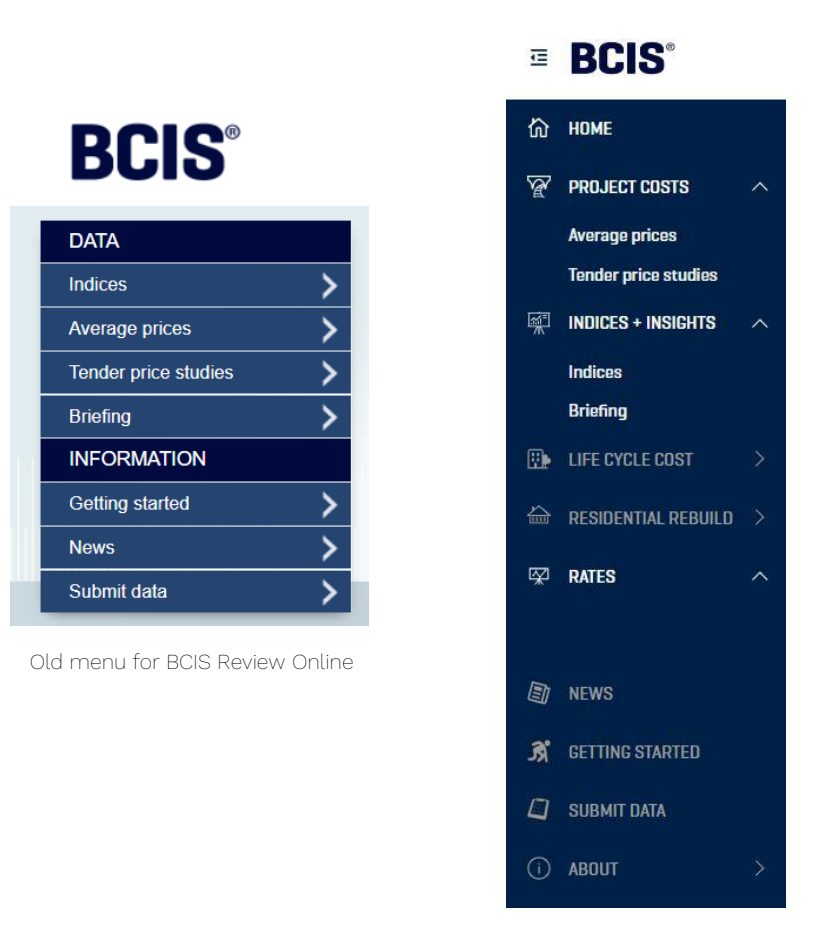 BCIS®
DATA
Indices
Average prices
Tender price studies
Briefing
INFORMATION
Getting started
News
Submit data
Old menu for BCIS Review Online
BCIS®
HOME
PROJECT COSTS
Average prices
Tender price studies
INDICES + INSIGHTS
Indices
Briefing
LIFE CYCLE COST
RESIDENTIAL REBUILD
RATES
NEWS
GETTING STARTED
SUBMIT DATA
ABOUT